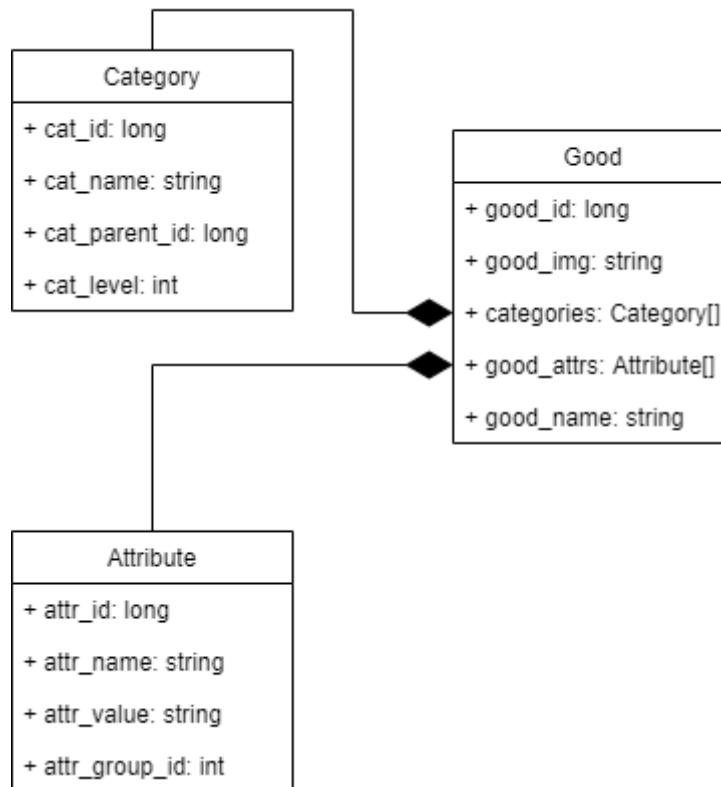 Category
+ cat_id: long
+ cat_name: string
+ cat_parent_id: long
+ cat_level: int
Good
+ good_id: long
+ good_img: string
+ categories: Category[]
+ good_attrs: Attribute[]
+ good_name: string
Attribute
+ attr_id: long
+ attr_name: string
+ attr_value: string
+ attr_group_id: int